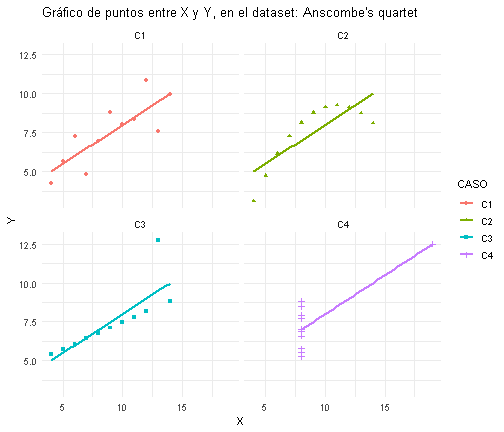 Gráfico de puntos entre X y Y, en el dataset: Anscombe's quartet
C1
C2
12.5
10.0
7.5
5.0
CASO
C1
C2
C3
C4
Y
C3
C4
12.5
10.0
7.5
5.0
5
10
15
5
10
15
X